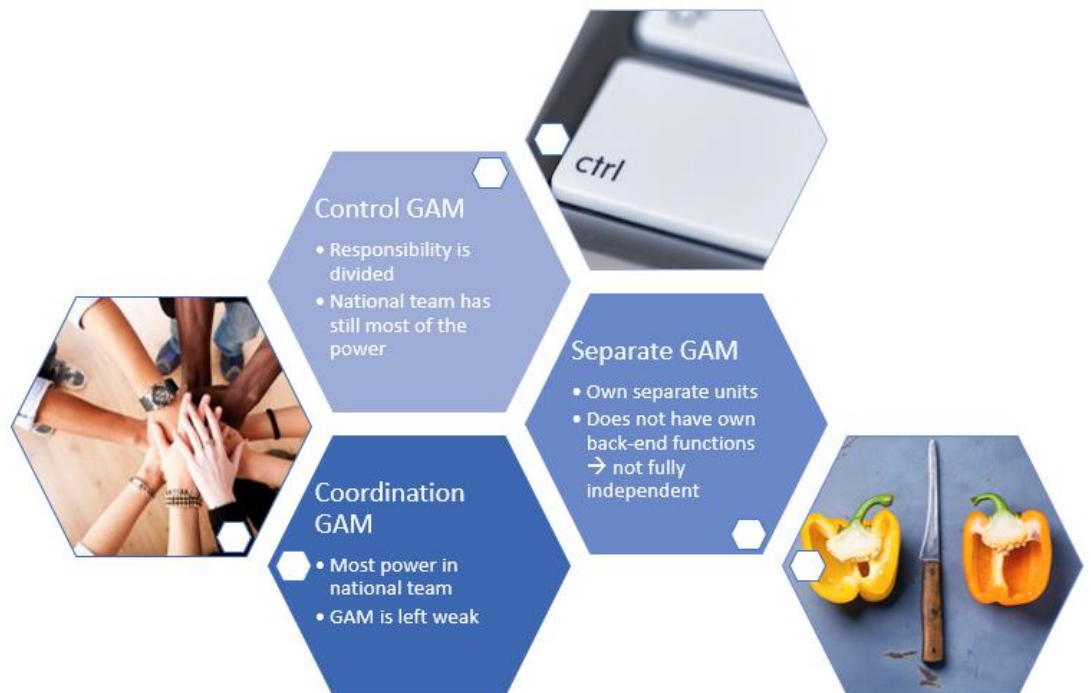 ctrl
Control GAM
• Responsibility is
divided
• National team has
still most of the
power
Separate GAM
• Own separate units
• Does not have own
back-end functions
→ not fully
independent
Coordination
GAM
• Most power in
national team
• GAM is left weak